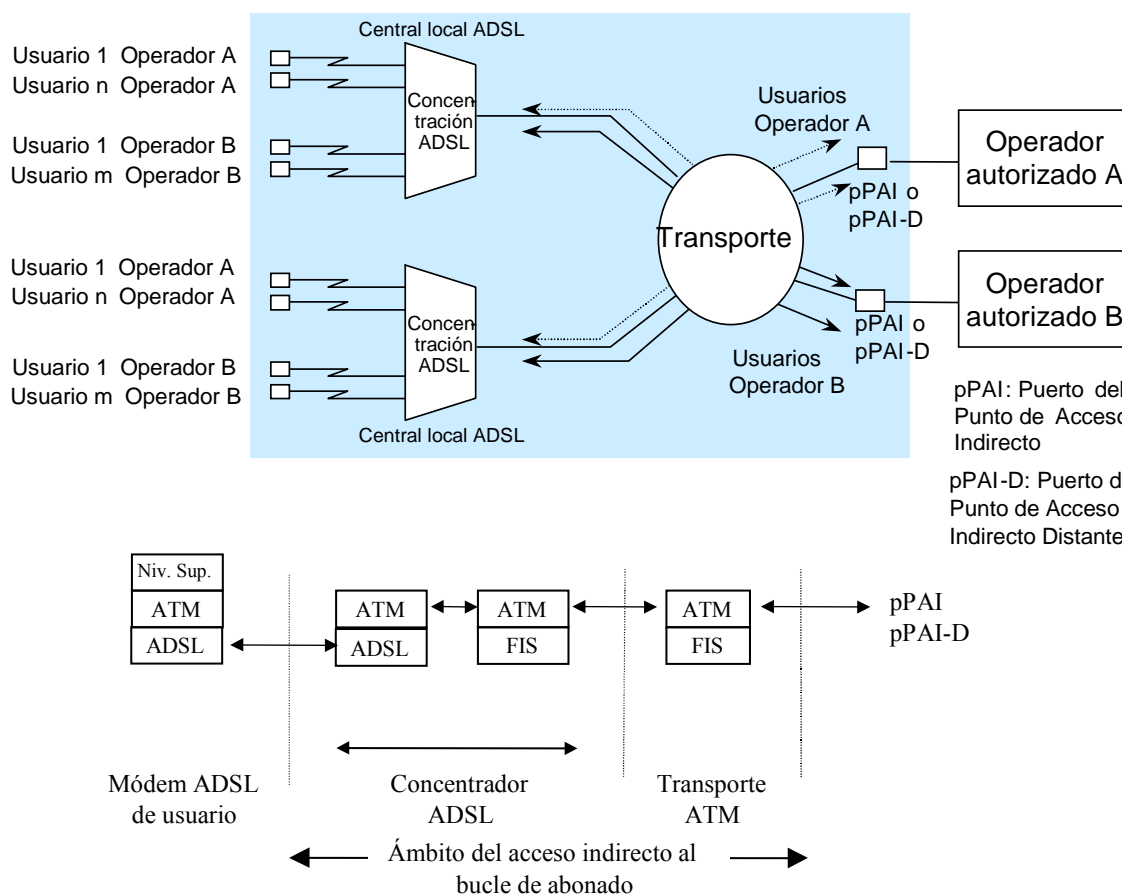 Central local ADSL
Usuario 1 Operador A
Usuario n Operador A
Usuario 1 Operador B
Usuario m Operador B
Concen-
tración
ADSL
Usuarios
Operador A
pPAI o
pPAI-D
Operador
autorizado A
Transporte
Usuario 1 Operador A
Usuario n Operador A
Usuario 1 Operador B
Usuario m Operador B
Concen-
tración
ADSL
Central local ADSL
pPAI o
pPAI-D
Usuarios
Operador B
Operador
autorizado B
pPAI: Puerto del
Punto de Acceso
Indirecto
pPAI-D: Puerto d
Punto de Acceso
Indirecto Distante
Niv. Sup.
ATM
ADSL
ATM
ADSL
ATM
FIS
ATM
FIS
pPAI
pPAI-D
Módem ADSL
de usuario
Concentrador
ADSL
Transporte
ATM
Ámbito del acceso indirecto al
bucle de abonado